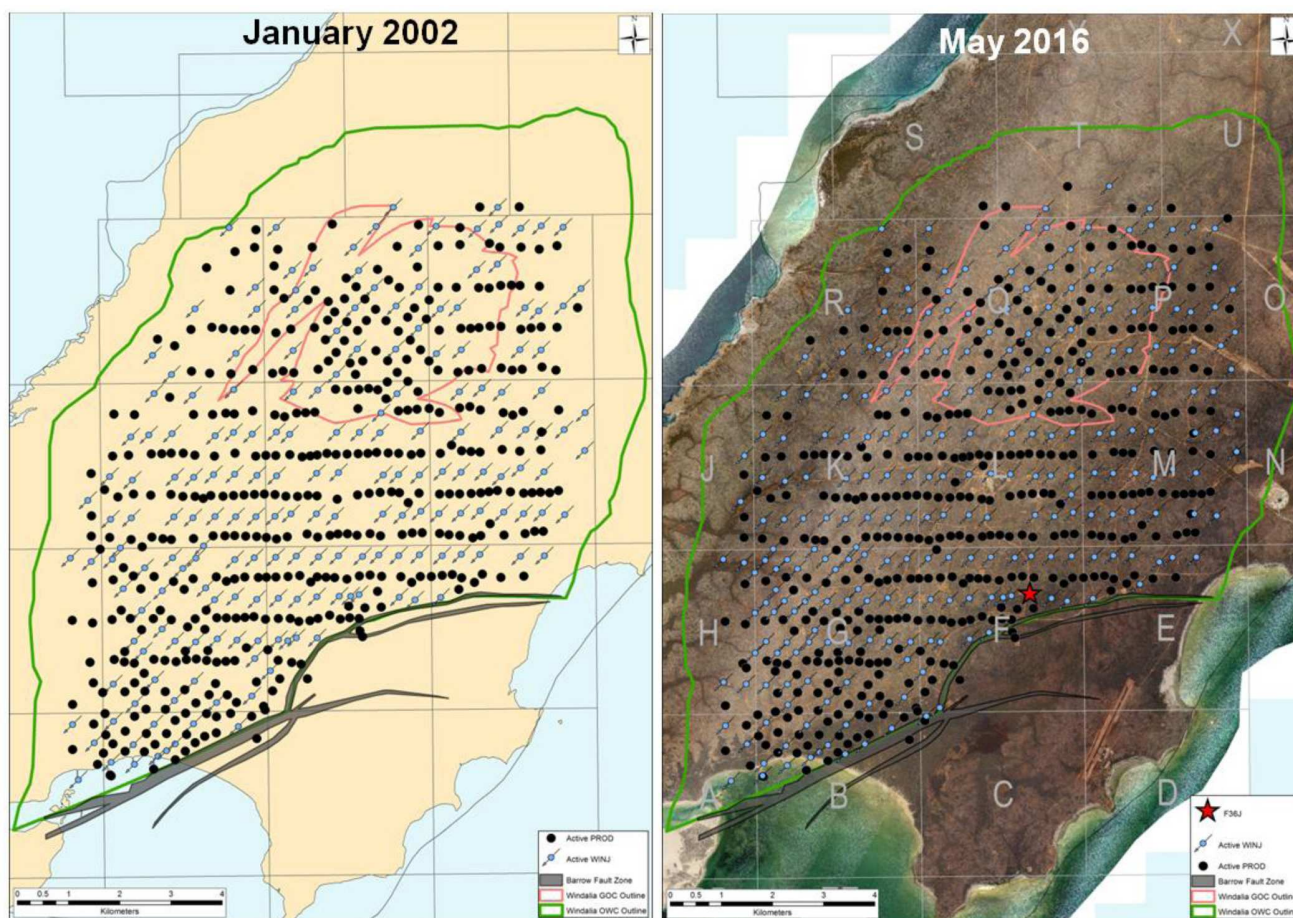 January 2002
N
Active PROD
Active WINJ
Barrow Fault Zone
Windalia GOC Outline
Windalia OWC Outline
0 0.5 1 2 3 4
Kilometers
May 2016
N
Y X
S T U
R Q P O
J K L M N
H G F E
A B C D
F36J
Active WINJ
Active PROD
Barrow Fault Zone
Windalia GOC Outline
Windalia OWC Outline
0 0.5 1 2 3 4
Kilometers